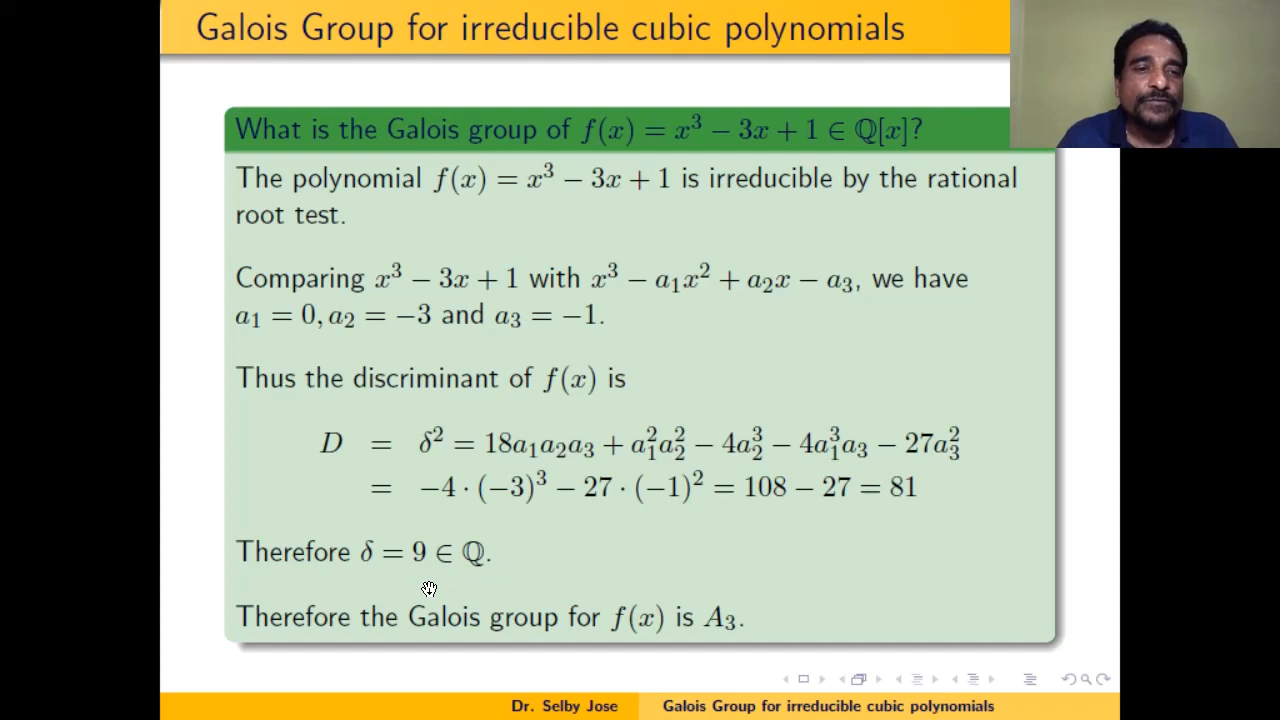 Galois Group for irreducible cubic polynomials
What is the Galois group of f(x) = x³ − 3x + 1 ∈ ℚ[x]?
The polynomial f(x) = x³ − 3x + 1 is irreducible by the rational
root test.
Comparing x³ − 3x + 1 with x³ − a₁x² + a₂x − a₃, we have
a₁ = 0, a₂ = −3 and a₃ = −1.
Thus the discriminant of f(x) is
D = δ² = 18a₁a₂a₃ + a₁²a₂² − 4a₂³ − 4a₁³a₃ − 27a₃²
= −4 · (−3)³ − 27 · (−1)² = 108 − 27 = 81
Therefore δ = 9 ∈ ℚ.
Therefore the Galois group for f(x) is A₃.
Dr. Selby Jose Galois Group for irreducible cubic polynomials